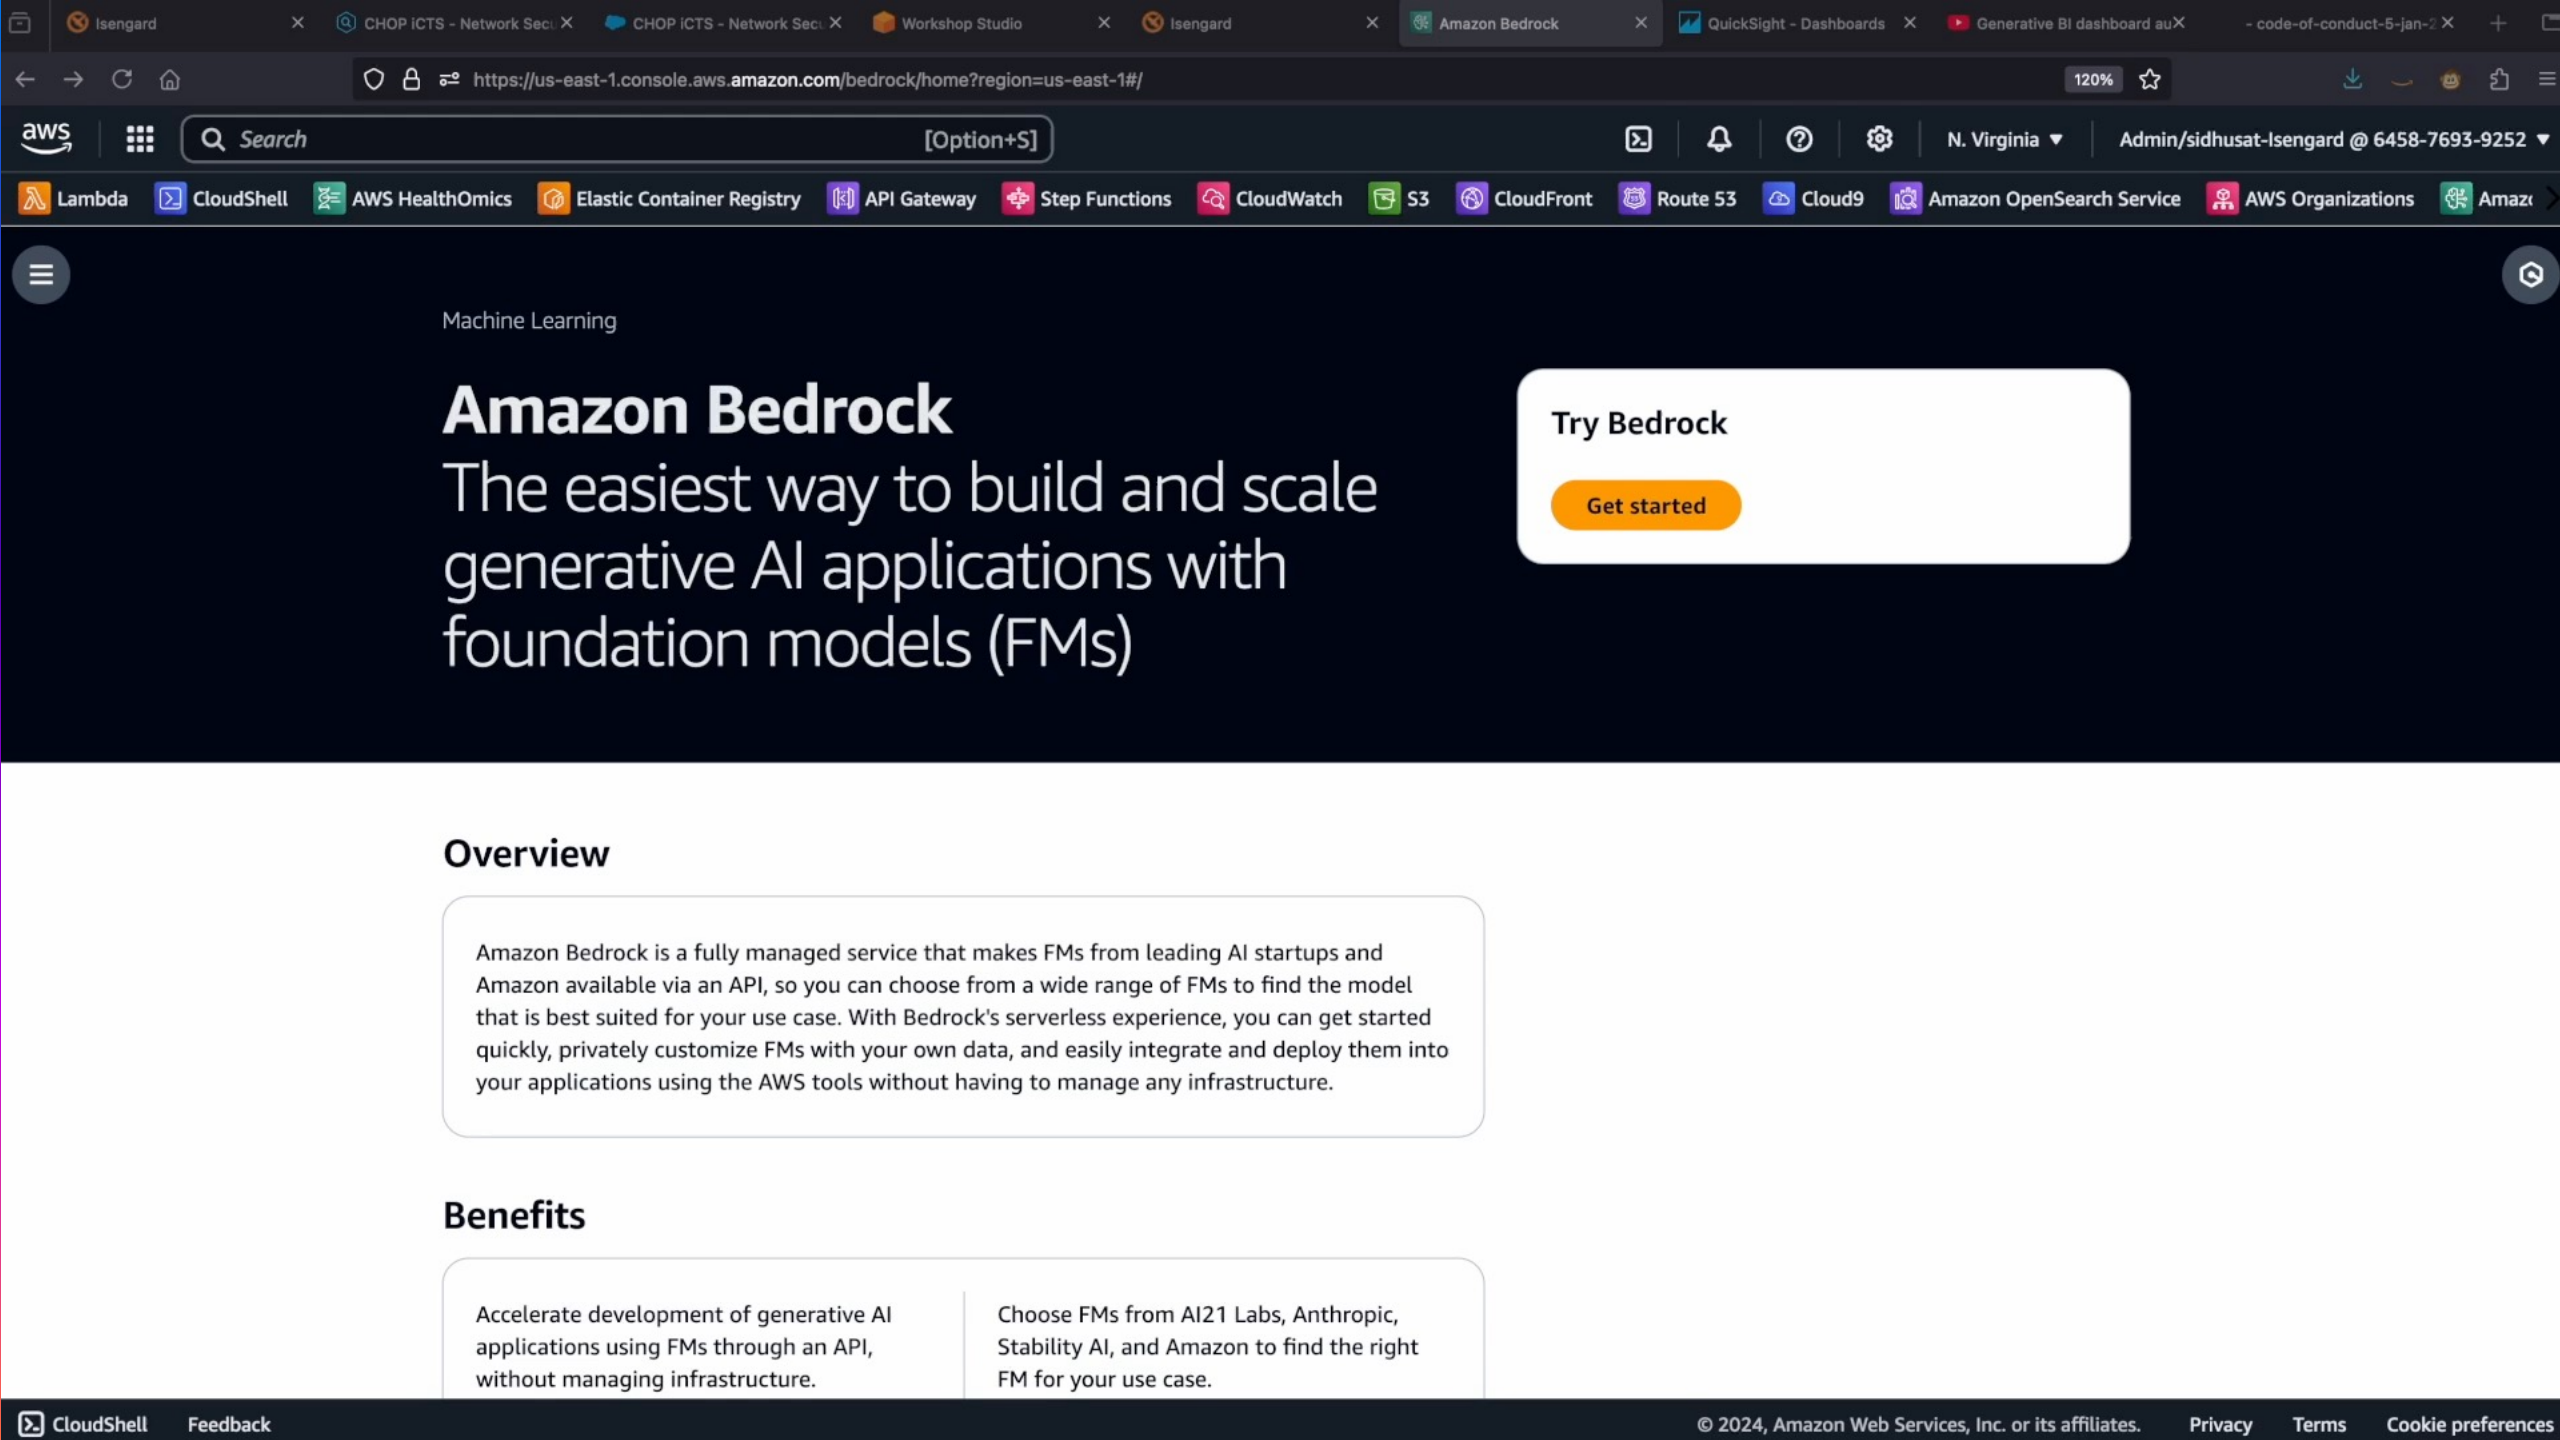 Isengard
CHOP iCTS - Network Secu
CHOP iCTS - Network Secu
Workshop Studio
Isengard
Amazon Bedrock
QuickSight - Dashboards
Generative BI dashboard au
- code-of-conduct-5-jan-2
https://us-east-1.console.aws.amazon.com/bedrock/home?region=us-east-1#/
120%
aws
Search
[Option+S]
N. Virginia
Admin/sidhusat-Isengard @ 6458-7693-9252
Lambda
CloudShell
AWS HealthOmics
Elastic Container Registry
API Gateway
Step Functions
CloudWatch
S3
CloudFront
Route 53
Cloud9
Amazon OpenSearch Service
AWS Organizations
Amazo
Machine Learning
Amazon Bedrock
The easiest way to build and scale
generative AI applications with
foundation models (FMs)
Try Bedrock
Get started
Overview
Amazon Bedrock is a fully managed service that makes FMs from leading AI startups and
Amazon available via an API, so you can choose from a wide range of FMs to find the model
that is best suited for your use case. With Bedrock's serverless experience, you can get started
quickly, privately customize FMs with your own data, and easily integrate and deploy them into
your applications using the AWS tools without having to manage any infrastructure.
Benefits
Accelerate development of generative AI
applications using FMs through an API,
without managing infrastructure.
Choose FMs from AI21 Labs, Anthropic,
Stability AI, and Amazon to find the right
FM for your use case.
CloudShell
Feedback
© 2024, Amazon Web Services, Inc. or its affiliates.
Privacy
Terms
Cookie preferences